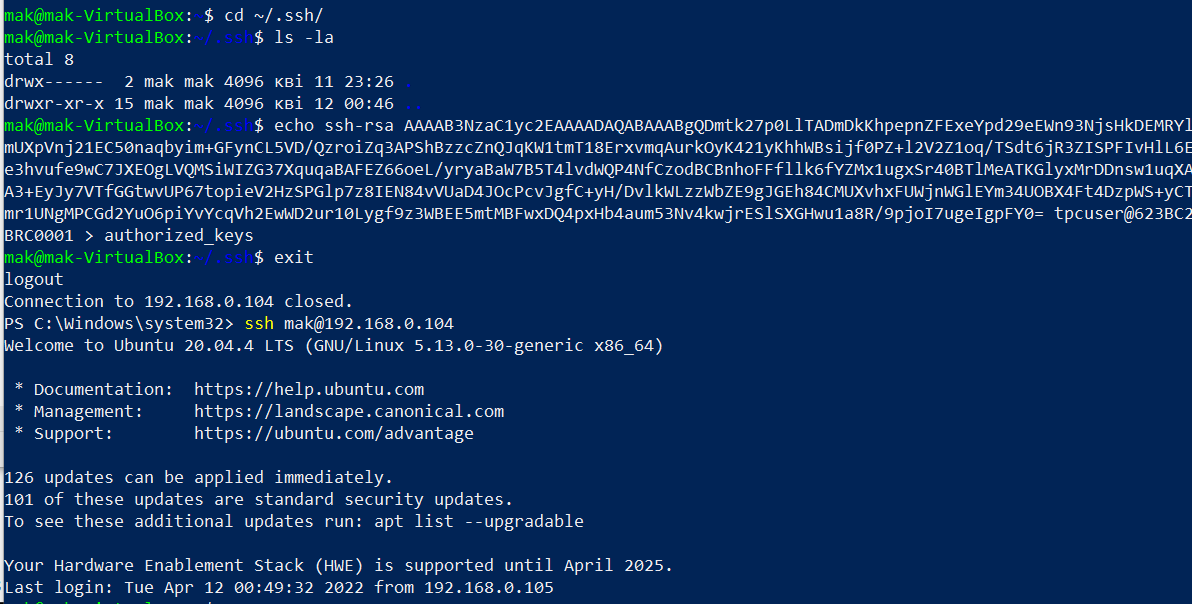 mak@mak-VirtualBox:~$ cd ~/.ssh/
mak@mak-VirtualBox:~/.ssh$ ls -la
total 8
drwx------  2 mak mak 4096 кві 11 23:26 .
drwxr-xr-x 15 mak mak 4096 кві 12 00:46 ..
mak@mak-VirtualBox:~/.ssh$ echo ssh-rsa AAAAB3NzaC1yc2EAAAADAQABAAABgQDmtk27p0LlTADmDkKhpepnZFExeYpd29eEWn93NjsHkDEMRYl
mUXpVnj21EC50naqbyim+GFynCL5VD/QzroiZq3APShBzzcZnQJqKW1tmT18ErxvmqAurkOyK421yKhhWBsijf0PZ+l2V2Z1oq/TSdt6jR3ZISPFIvHlL6E
e3hvufe9wC7JXEOgLVQMSiWIZG37XquqaBAFEZ66oeL/yryaBaW7B5T4lvdWQP4NfCzodBCBnhoFFfllk6fYZMx1ugxSr40BTlMeATKGlyxMrDDnsw1uqXA
A3+EyJy7VTfGGtwvUP67topieV2HzSPGlp7z8IEN84vVUaD4JOcPcvJgfC+yH/DvlkWLzzWbZE9gJGEh84CMUXvhxFUWjnWGlEYm34UOBX4Ft4DzpWS+yCT
mr1UNgMPCGd2YuO6piYvYcqVh2EwWD2ur10Lygf9z3WBEE5mtMBFwxDQ4pxHb4aum53Nv4kwjrESlSXGHwu1a8R/9pjoI7ugeIgpFY0= tpcuser@623BC2
BRC0001 > authorized_keys
mak@mak-VirtualBox:~/.ssh$ exit
logout
Connection to 192.168.0.104 closed.
PS C:\Windows\system32> ssh mak@192.168.0.104
Welcome to Ubuntu 20.04.4 LTS (GNU/Linux 5.13.0-30-generic x86_64)

 * Documentation:  https://help.ubuntu.com
 * Management:     https://landscape.canonical.com
 * Support:        https://ubuntu.com/advantage

126 updates can be applied immediately.
101 of these updates are standard security updates.
To see these additional updates run: apt list --upgradable

Your Hardware Enablement Stack (HWE) is supported until April 2025.
Last login: Tue Apr 12 00:49:32 2022 from 192.168.0.105